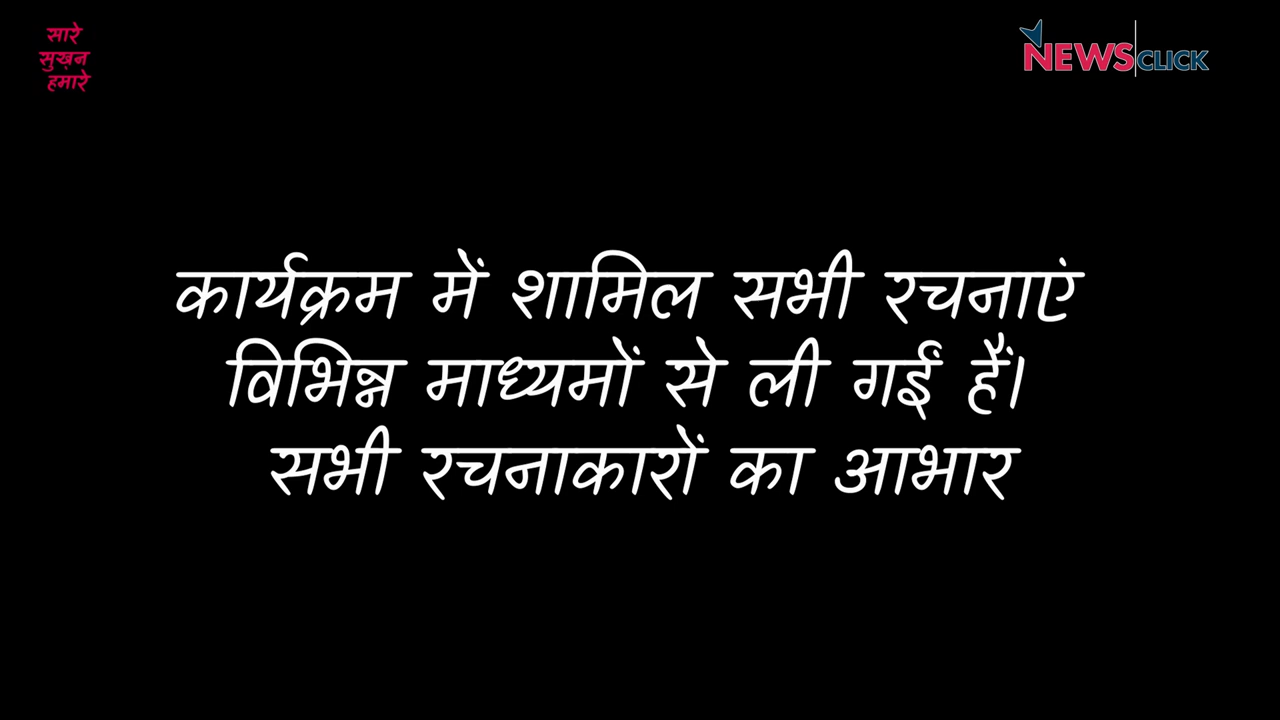 सारे
सुख़न
हमारे
NEWSCLICK
कार्यक्रम में शामिल सभी रचनाएं
विभिन्न माध्यमों से ली गईं हैं।
सभी रचनाकारों का आभार